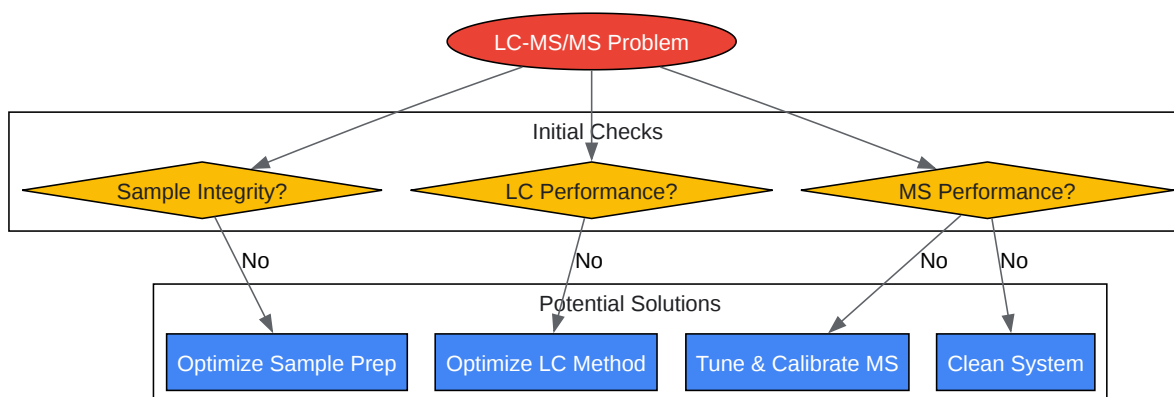 LC-MS/MS Problem
Initial Checks
Sample Integrity?
LC Performance?
MS Performance?
No
No
No
No
Potential Solutions
Optimize Sample Prep
Optimize LC Method
Tune & Calibrate MS
Clean System